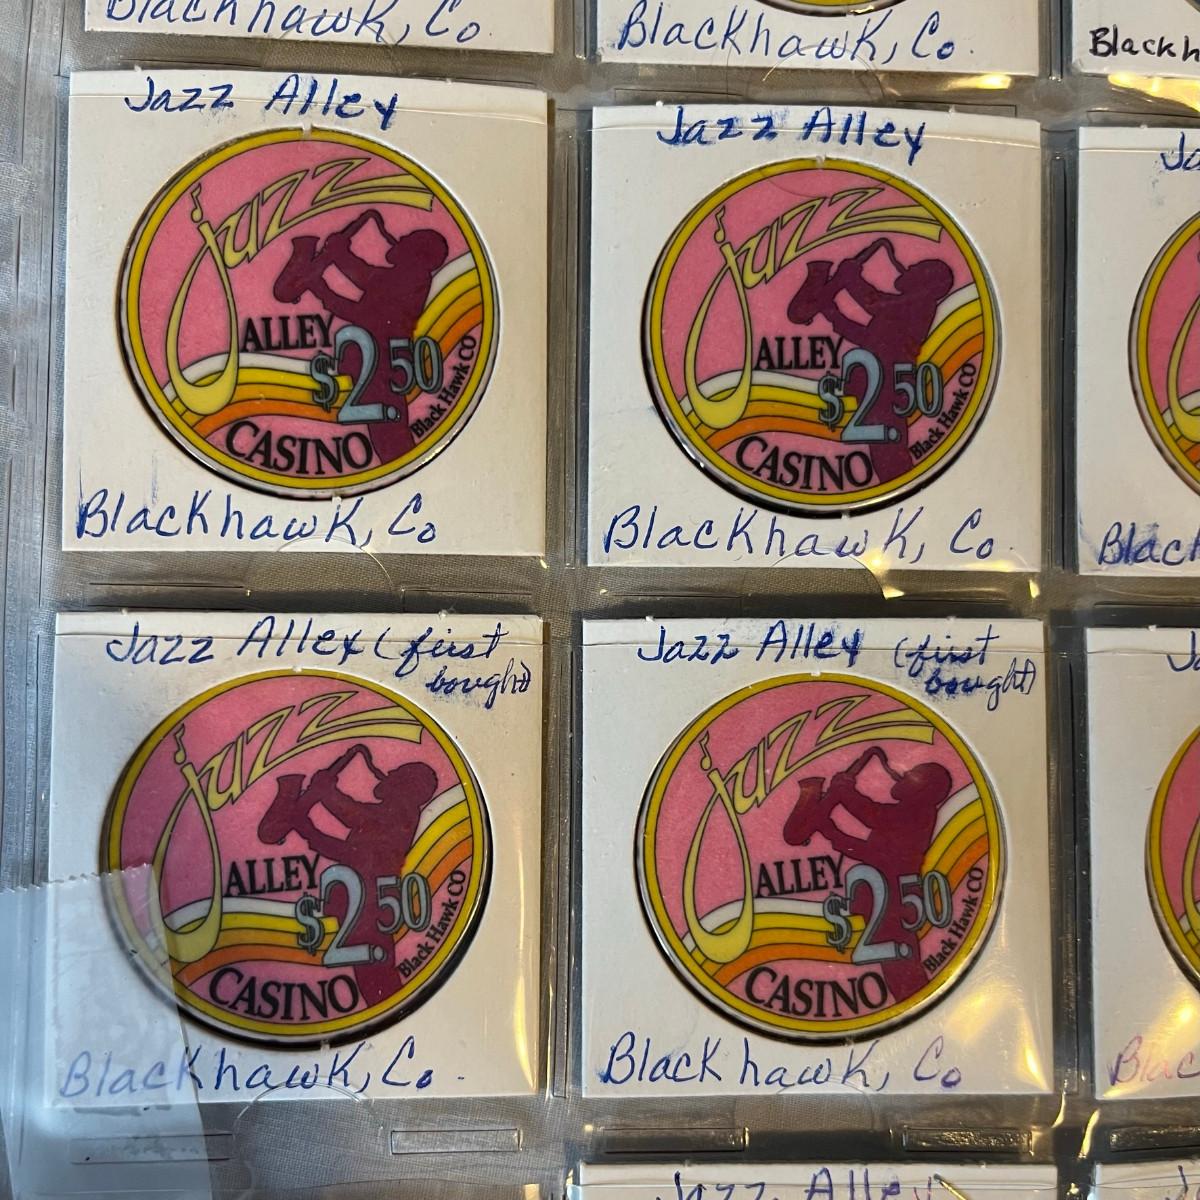 Blackhawk, Co.
Blackhawk, Co.
Blackh
Jazz Alley
Jazz
ALLEY
$2.50
Black Hawk CO
CASINO
Blackhawk, Co
Jazz Alley
Jazz
ALLEY
$2.50
Black Hawk CO
CASINO
Blackhawk, Co.
Ja
Black
Jazz Alley (first
bought)
Jazz
ALLEY
$2.50
Black Hawk CO
CASINO
Blackhawk, Co.
Jazz Alley (first
bought)
Jazz
ALLEY
$2.50
Black Hawk CO
CASINO
Blackhawk, Co
J
Blac
Jazz Alley
J